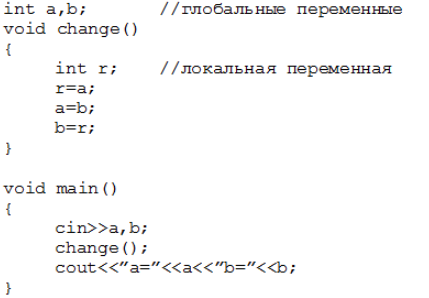 int a,b; //глобальные переменные
void change()
{
int r; //локальная переменная
r=a;
a=b;
b=r;
}
void main()
{
cin>>a,b;
change();
cout<<”a=”<<a<<”b=”<<b;
}